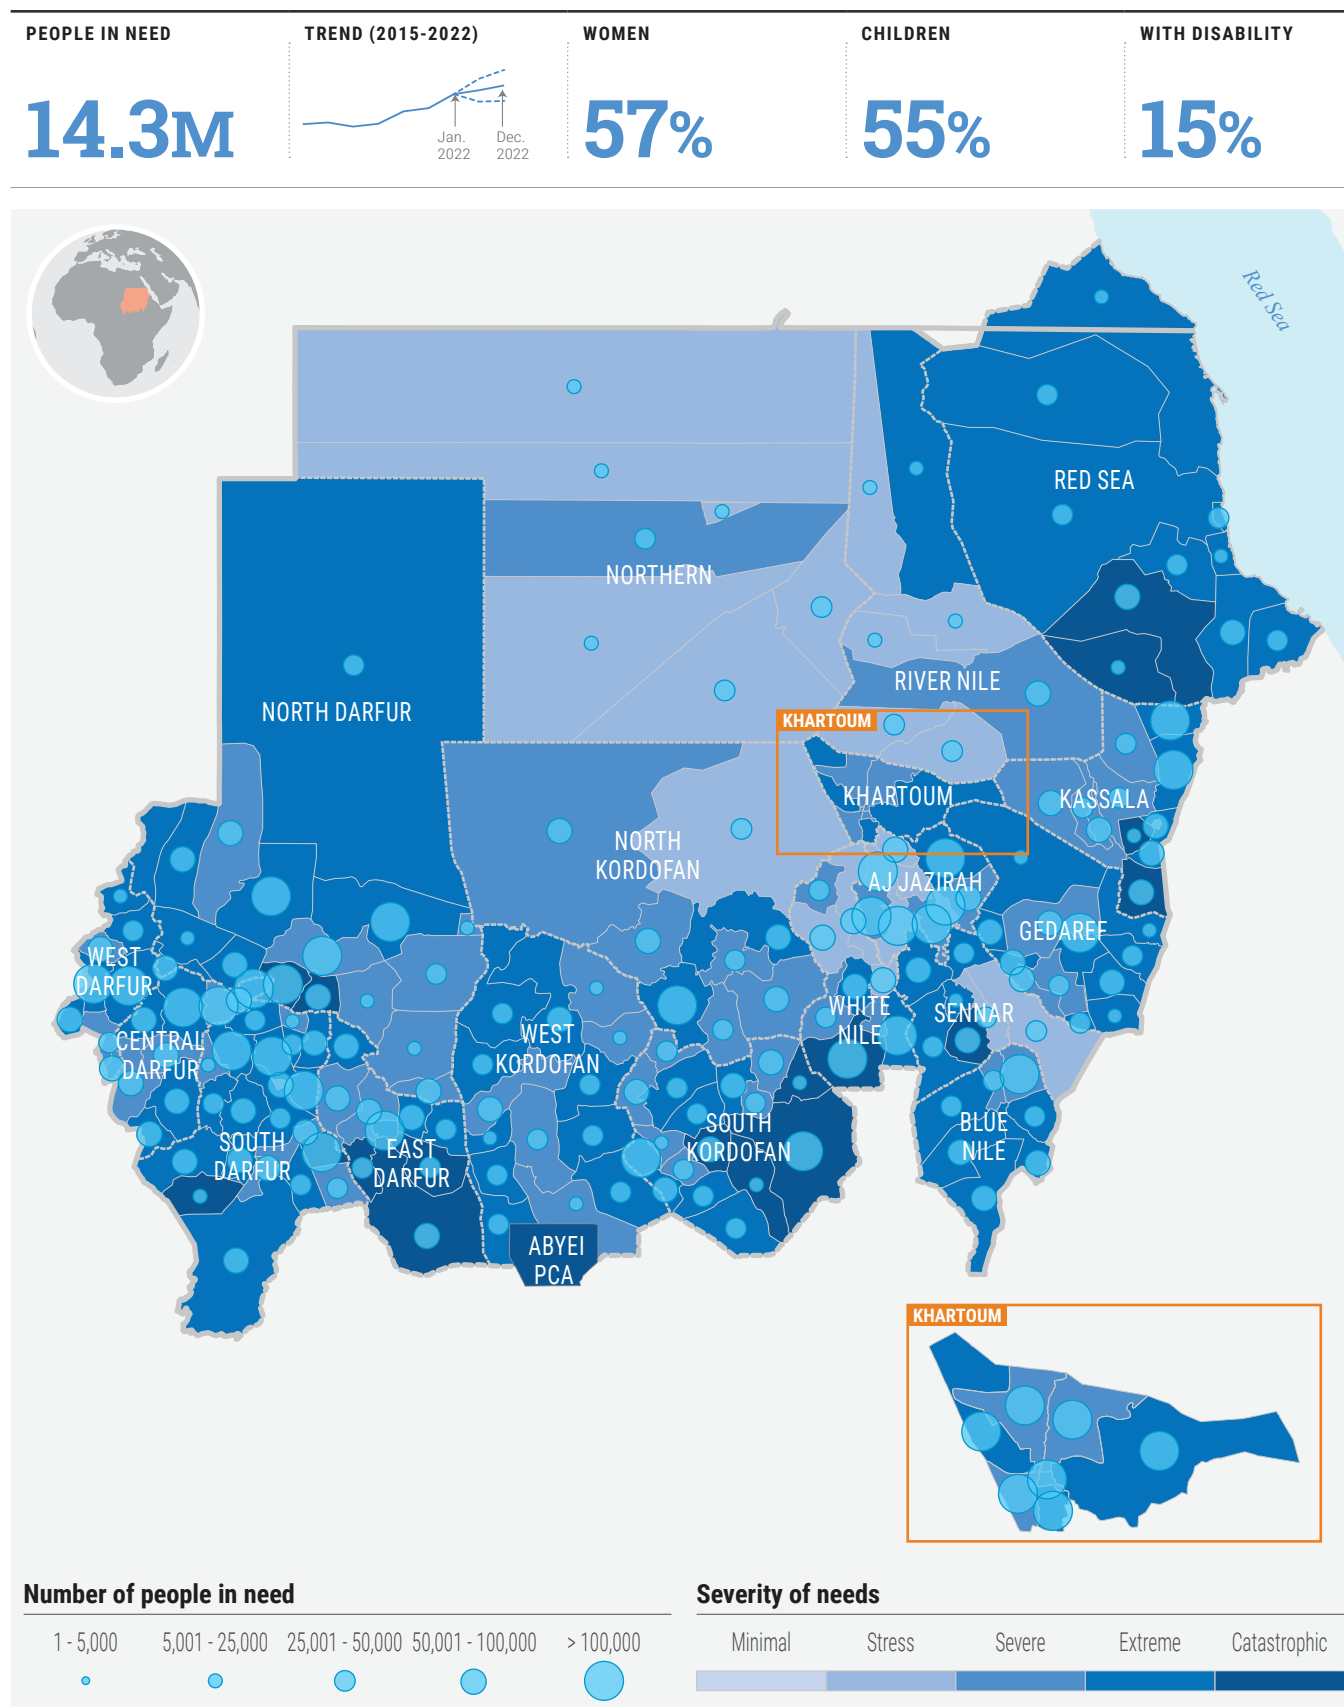 PEOPLE IN NEED
TREND (2015-2022)
WOMEN
CHILDREN
WITH DISABILITY
14.3M
Jan.
2022
Dec.
2022
57%
55%
15%
Red Sea
RED SEA
NORTHERN
RIVER NILE
NORTH DARFUR
KHARTOUM
KHARTOUM
KASSALA
NORTH
KORDOFAN
AJ JAZIRAH
GEDAREF
WEST
DARFUR
WHITE
NILE
SENNAR
CENTRAL
DARFUR
WEST
KORDOFAN
SOUTH
KORDOFAN
BLUE
NILE
SOUTH
DARFUR
EAST
DARFUR
ABYEI
PCA
KHARTOUM
Number of people in need
1 - 5,000
5,001 - 25,000
25,001 - 50,000
50,001 - 100,000
> 100,000
Severity of needs
Minimal
Stress
Severe
Extreme
Catastrophic